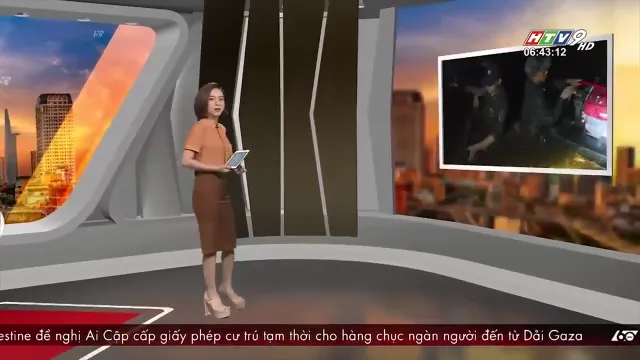 HTV9 HD
06:43:12
estine đề nghị Ai Cập cấp giấy phép cư trú tạm thời cho hàng chục ngàn người đến từ Dải Gaza